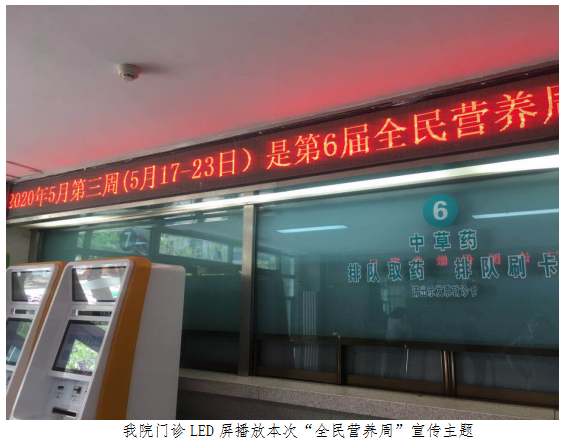 2020年5月第三周(5月17-23日)是第6届全民营养周
7
6
中草药
排队取药 排队刷卡
我院门诊LED屏播放本次“全民营养周”宣传主题